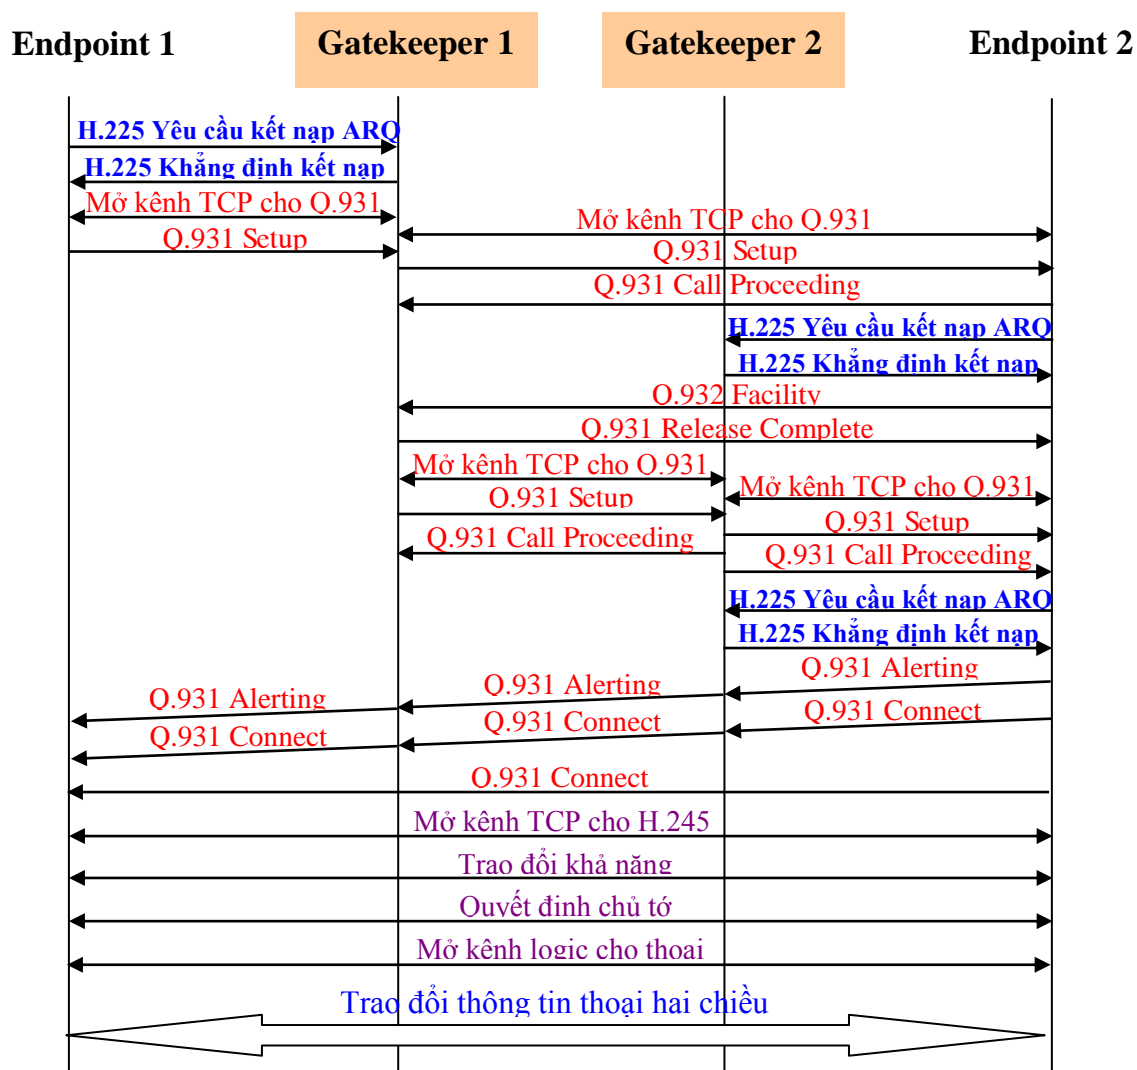 Endpoint 1
Gatekeeper 1
Gatekeeper 2
Endpoint 2
H.225 Yêu cầu kết nạp ARQ
H.225 Khẳng định kết nạp
Mở kênh TCP cho Q.931
Mở kênh TCP cho Q.931
Q.931 Setup
Q.931 Setup
Q.931 Call Proceeding
H.225 Yêu cầu kết nạp ARQ
H.225 Khẳng định kết nạp
Q.932 Facility
Q.931 Release Complete
Mở kênh TCP cho Q.931
Mở kênh TCP cho Q.931
Q.931 Setup
Q.931 Setup
Q.931 Call Proceeding
Q.931 Call Proceeding
H.225 Yêu cầu kết nạp ARQ
H.225 Khẳng định kết nạp
Q.931 Alerting
Q.931 Alerting
Q.931 Alerting
Q.931 Connect
Q.931 Connect
Q.931 Connect
Q.931 Connect
Mở kênh TCP cho H.245
Trao đổi khả năng
Quyết định chủ tớ
Mở kênh logic cho thoại
Trao đổi thông tin thoại hai chiều